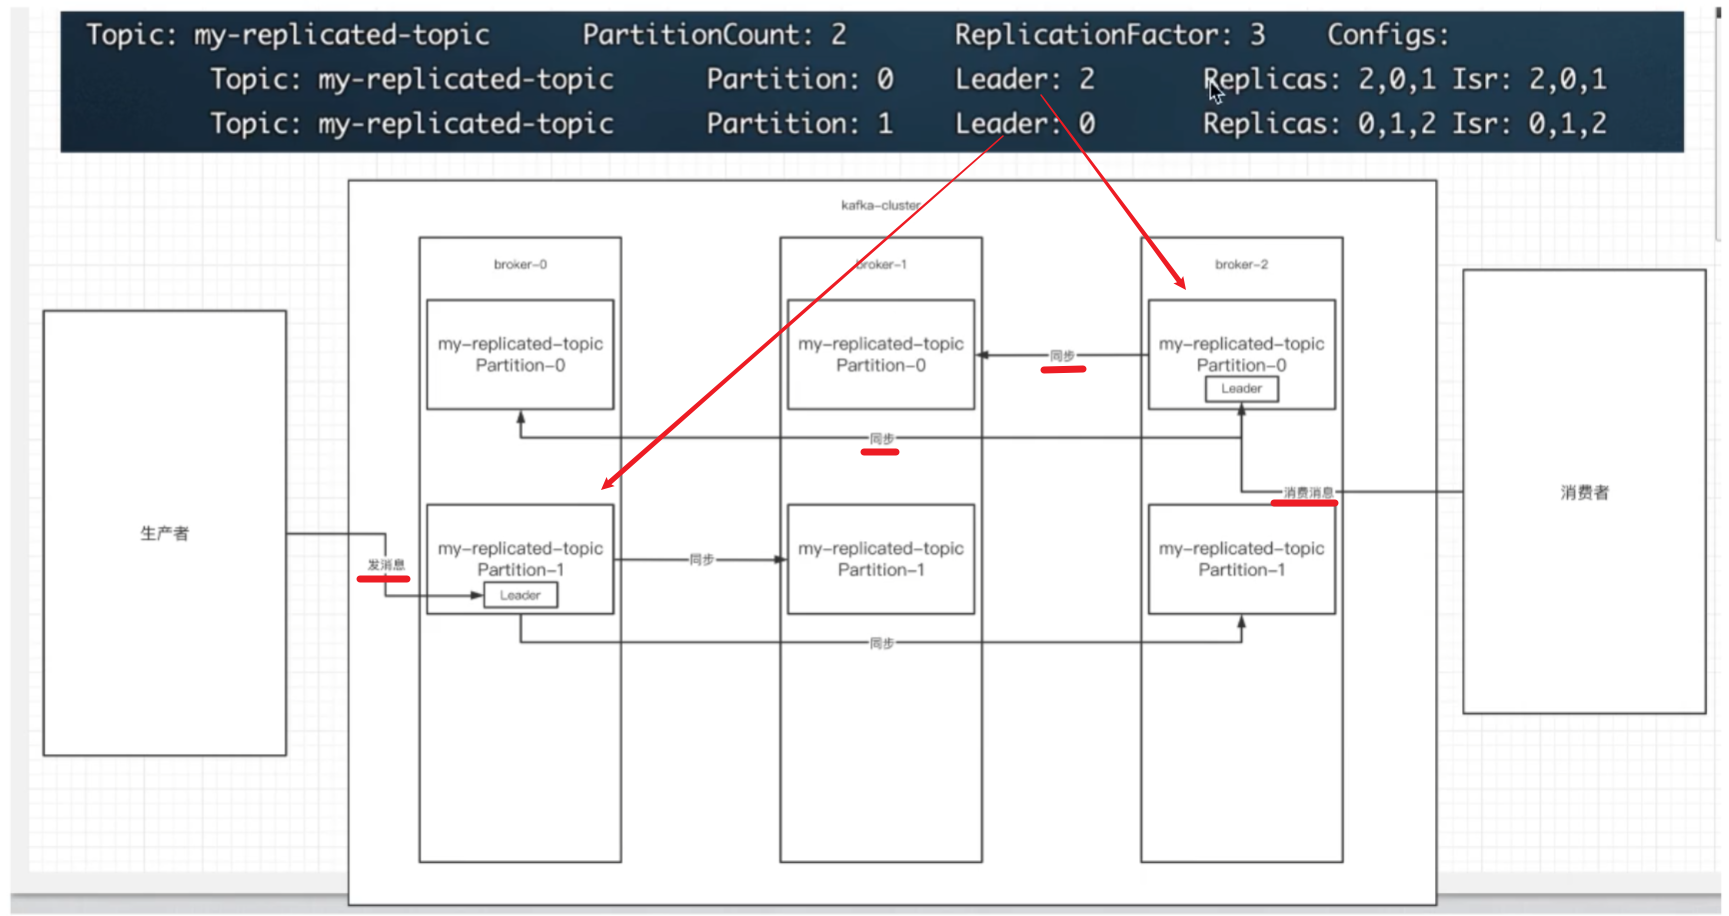 Topic: my-replicated-topic PartitionCount: 2 ReplicationFactor: 3 Configs:
Topic: my-replicated-topic Partition: 0 Leader: 2 Replicas: 2,0,1 Isr: 2,0,1
Topic: my-replicated-topic Partition: 1 Leader: 0 Replicas: 0,1,2 Isr: 0,1,2
kafka-cluster
broker-0
broker-1
broker-2
my-replicated-topic
Partition-0
my-replicated-topic
Partition-0
同步
my-replicated-topic
Partition-0
Leader
同步
消费消息
消费者
生产者
发消息
my-replicated-topic
Partition-1
Leader
同步
my-replicated-topic
Partition-1
my-replicated-topic
Partition-1
同步